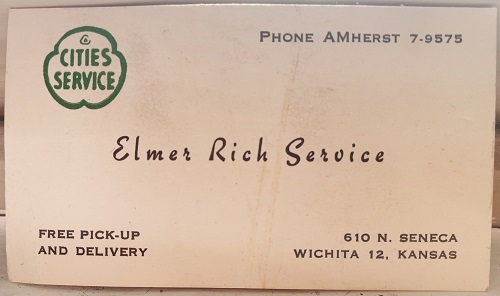 CITIES
SERVICE
PHONE AMHERST 7-9575
Elmer Rich Service
FREE PICK-UP
AND DELIVERY
610 N. SENECA
WICHITA 12, KANSAS